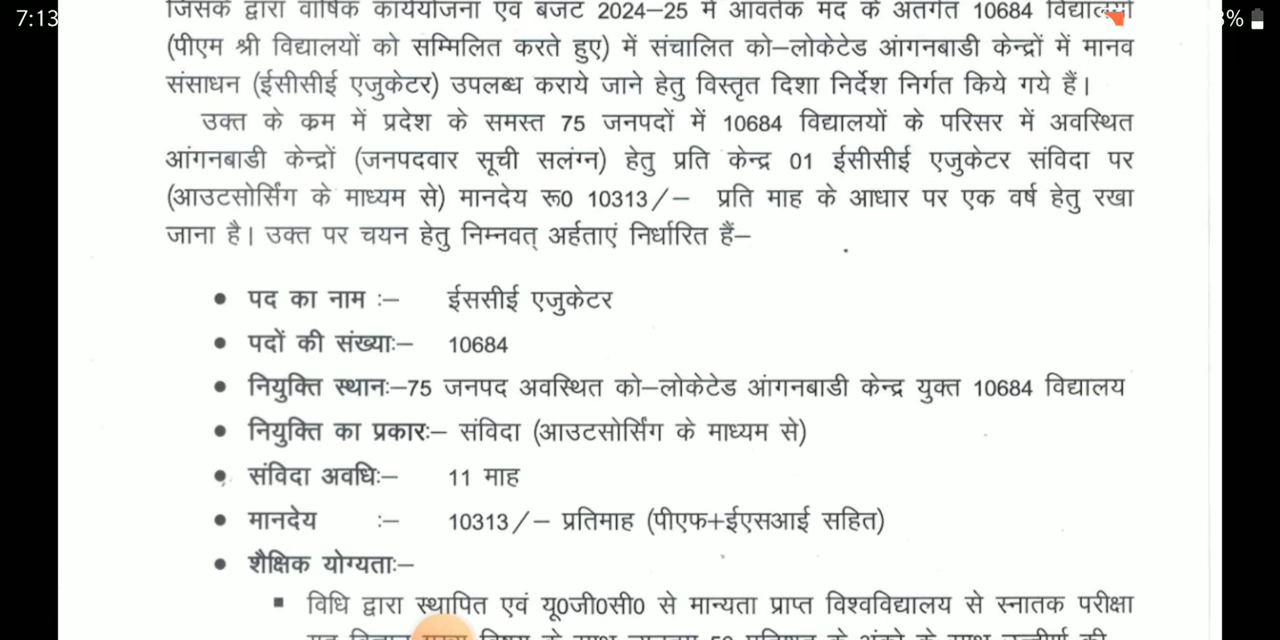 7:13
3%
जिसके द्वारा वार्षिक कार्ययोजना एवं बजट 2024–25 में आवर्तक मद के अंतर्गत 10684 विद्यालयों
(पीएम श्री विद्यालयों को सम्मिलित करते हुए) में संचालित को–लोकेटेड आंगनबाडी केन्द्रों में मानव
संसाधन (ईसीसीई एजुकेटर) उपलब्ध कराये जाने हेतु विस्तृत दिशा निर्देश निर्गत किये गये हैं।
उक्त के क्रम में प्रदेश के समस्त 75 जनपदों में 10684 विद्यालयों के परिसर में अवस्थित
आंगनबाडी केन्द्रों (जनपदवार सूची सलंग्न) हेतु प्रति केन्द्र 01 ईसीसीई एजुकेटर संविदा पर
(आउटसोर्सिंग के माध्यम से) मानदेय रू0 10313/– प्रति माह के आधार पर एक वर्ष हेतु रखा
जाना है। उक्त पर चयन हेतु निम्नवत् अर्हताएं निर्धारित हैं–
• पद का नाम :– ईससीई एजुकेटर
• पदों की संख्याः– 10684
• नियुक्ति स्थानः–75 जनपद अवस्थित को–लोकेटेड आंगनबाडी केन्द्र युक्त 10684 विद्यालय
• नियुक्ति का प्रकारः– संविदा (आउटसोर्सिंग के माध्यम से)
• संविदा अवधिः– 11 माह
• मानदेय :– 10313/– प्रतिमाह (पीएफ+ईएसआई सहित)
• शैक्षिक योग्यताः–
▪ विधि द्वारा स्थापित एवं यू0जी0सी0 से मान्यता प्राप्त विश्वविद्यालय से स्नातक परीक्षा